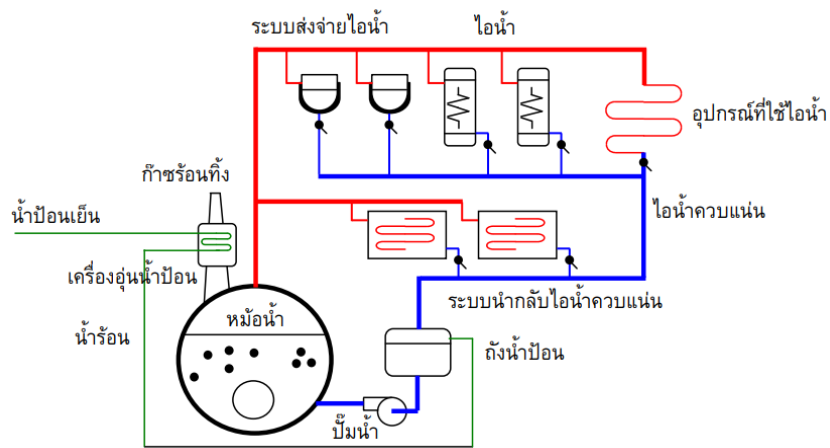 ระบบส่งจ่ายไอน้ำ
ไอน้ำ
อุปกรณ์ที่ใช้ไอน้ำ
ก๊าซร้อนทิ้ง
น้ำป้อนเย็น
ไอน้ำควบแน่น
เครื่องอุ่นน้ำป้อน
ระบบนำกลับไอน้ำควบแน่น
หม้อน้ำ
น้ำร้อน
ถังน้ำป้อน
ปั๊มน้ำ